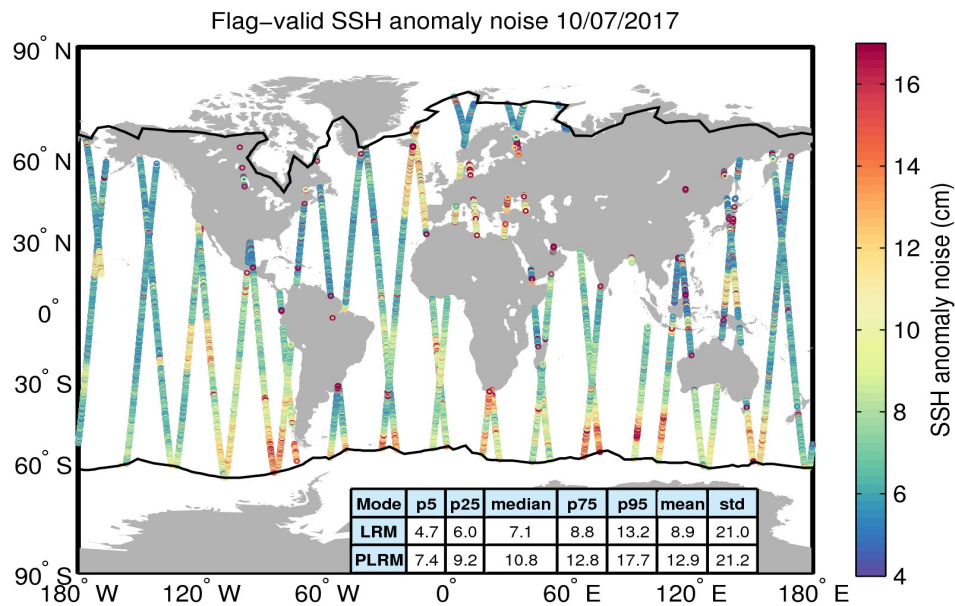 Flag−valid SSH anomaly noise 10/07/2017
90° N
60° N
30° N
0°
30° S
60° S
90° S
180° W
120° W
60° W
0°
60° E
120° E
180° E
Mode p5 p25 median p75 p95 mean std
LRM 4.7 6.0 7.1 8.8 13.2 8.9 21.0
PLRM 7.4 9.2 10.8 12.8 17.7 12.9 21.2
16
14
12
10
8
6
4
SSH anomaly noise (cm)